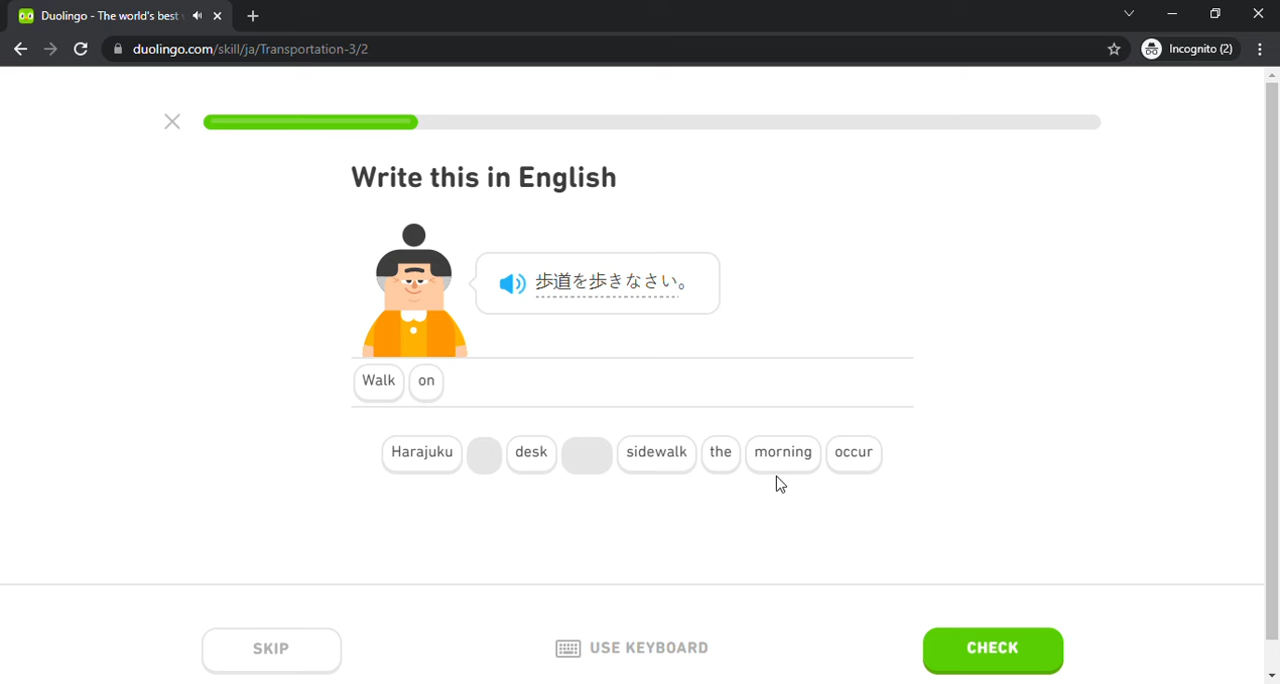 Duolingo - The world's best
duolingo.com/skill/ja/Transportation-3/2
Incognito (2)
Write this in English
歩道を歩きなさい。
Walk on
Harajuku desk sidewalk the morning occur
SKIP USE KEYBOARD CHECK